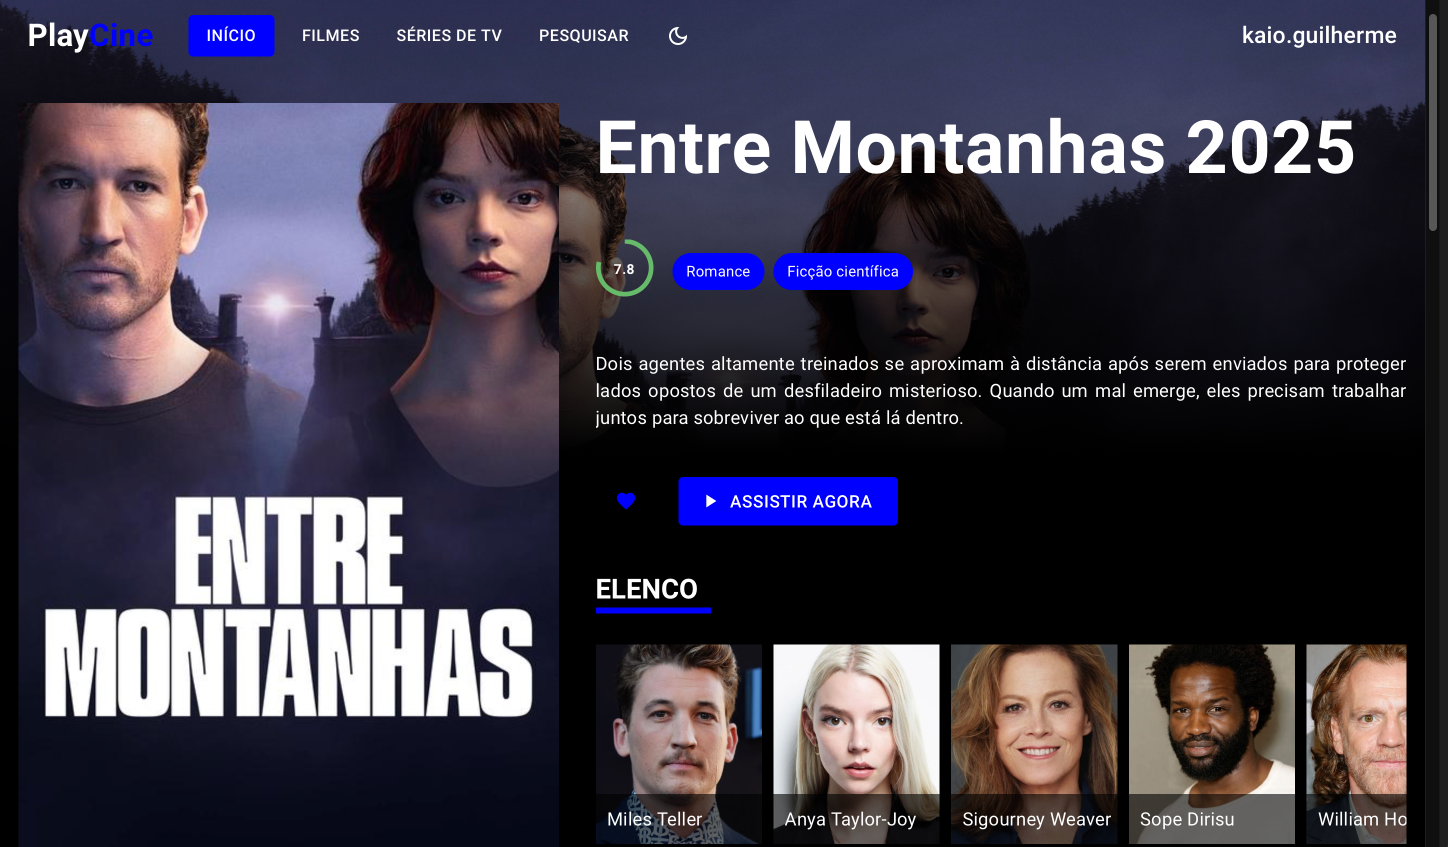 PlayCine
INÍCIO
FILMES
SÉRIES DE TV
PESQUISAR
kaio.guilherme
ENTRE
MONTANHAS
Entre Montanhas 2025
7.8
Romance
Ficção científica
Dois agentes altamente treinados se aproximam à distância após serem enviados para proteger
lados opostos de um desfiladeiro misterioso. Quando um mal emerge, eles precisam trabalhar
juntos para sobreviver ao que está lá dentro.
ASSISTIR AGORA
ELENCO
Miles Teller
Anya Taylor-Joy
Sigourney Weaver
Sope Dirisu
William Ho